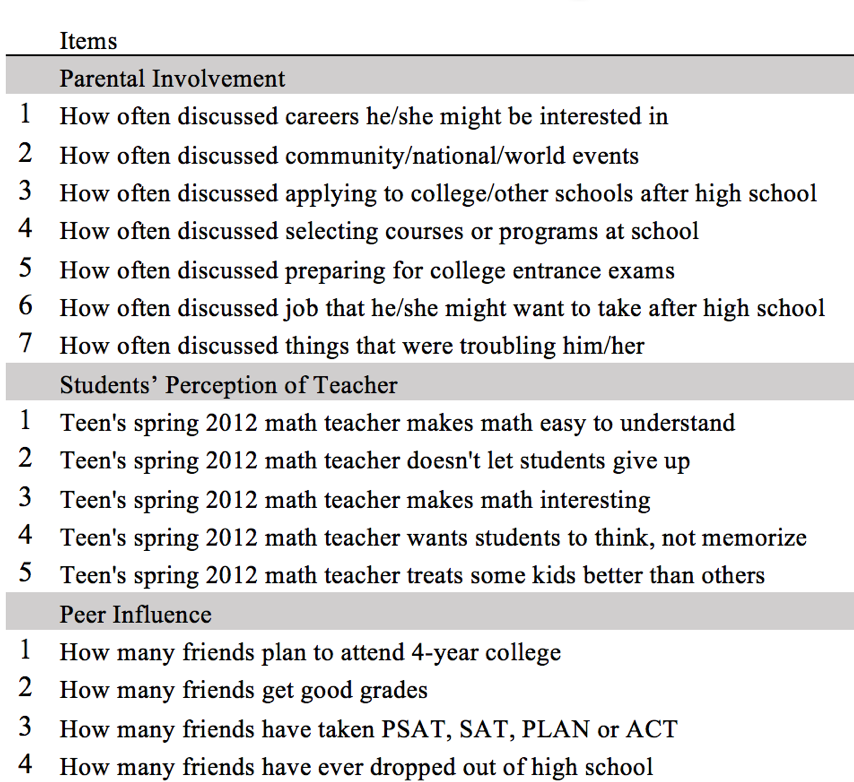 Items
Parental Involvement
1 How often discussed careers he/she might be interested in
2 How often discussed community/national/world events
3 How often discussed applying to college/other schools after high school
4 How often discussed selecting courses or programs at school
5 How often discussed preparing for college entrance exams
6 How often discussed job that he/she might want to take after high school
7 How often discussed things that were troubling him/her
Students’ Perception of Teacher
1 Teen's spring 2012 math teacher makes math easy to understand
2 Teen's spring 2012 math teacher doesn't let students give up
3 Teen's spring 2012 math teacher makes math interesting
4 Teen's spring 2012 math teacher wants students to think, not memorize
5 Teen's spring 2012 math teacher treats some kids better than others
Peer Influence
1 How many friends plan to attend 4-year college
2 How many friends get good grades
3 How many friends have taken PSAT, SAT, PLAN or ACT
4 How many friends have ever dropped out of high school